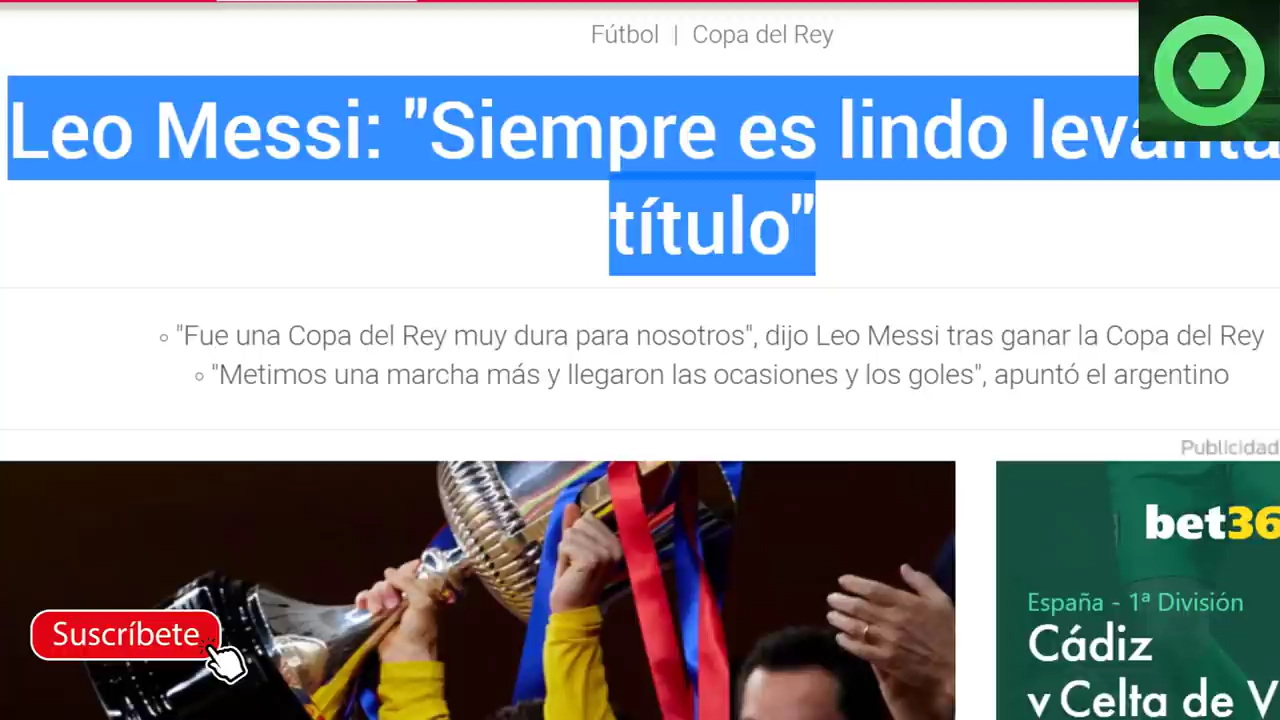 Fútbol | Copa del Rey
Leo Messi: "Siempre es lindo
título"
"Fue una Copa del Rey muy dura para nosotros", dijo Leo Messi tras ganar la Copa del Rey
"Metimos una marcha más y llegaron las ocasiones y los goles", apuntó el argentino
Publicidad
bet36
Suscríbete
España - 1ª División
Cádiz
v Celta de V